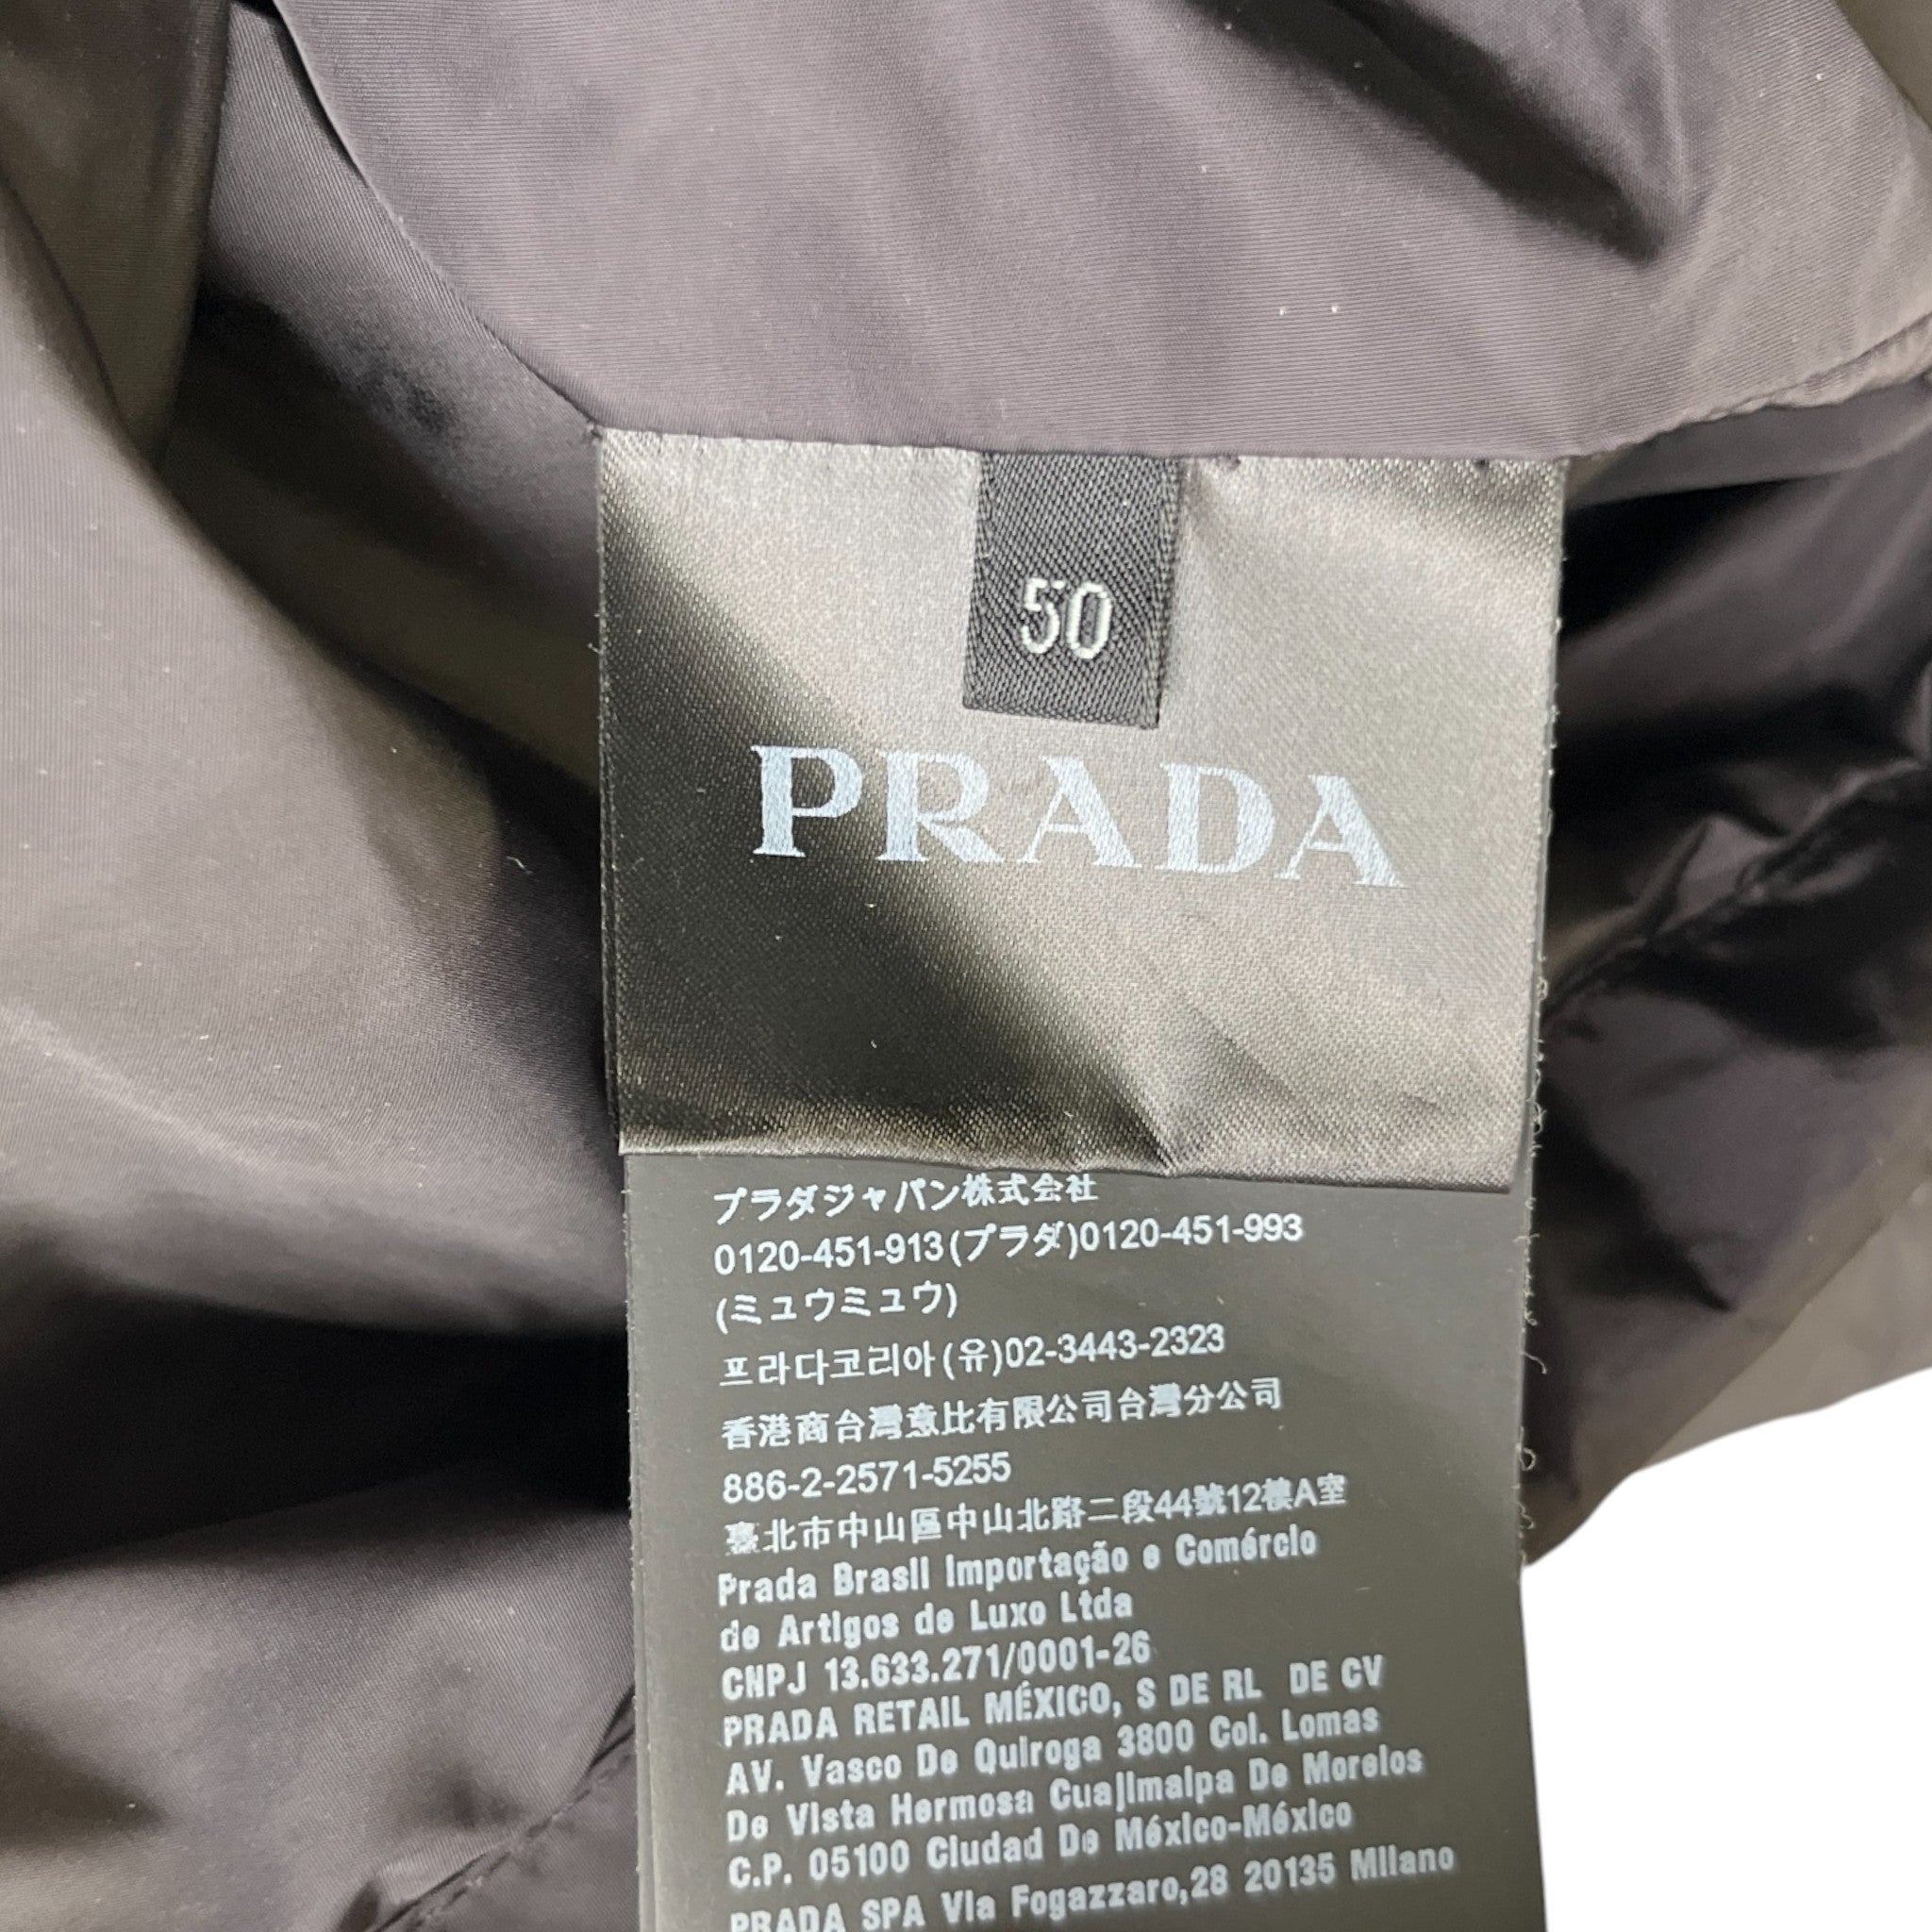 50
PRADA
プラダジャパン株式会社
0120-451-913(プラダ)0120-451-993
(ミュウミュウ)
프라다코리아(유)02-3443-2323
香港商台灣意比有限公司台灣分公司
886-2-2571-5255
臺北市中山區中山北路二段44號12樓A室
Prada Brasil Importação e Comércio
de Artigos de Luxo Ltda
CNPJ 13.633.271/0001-26
PRADA RETAIL MÉXICO, S DE RL DE CV
AV. Vasco De Quiroga 3800 Col. Lomas
De Vista Hermosa Cuajimalpa De Morelos
C.P. 05100 Ciudad De México-México
PRADA SPA Via Fogazzaro,28 20135 Milano